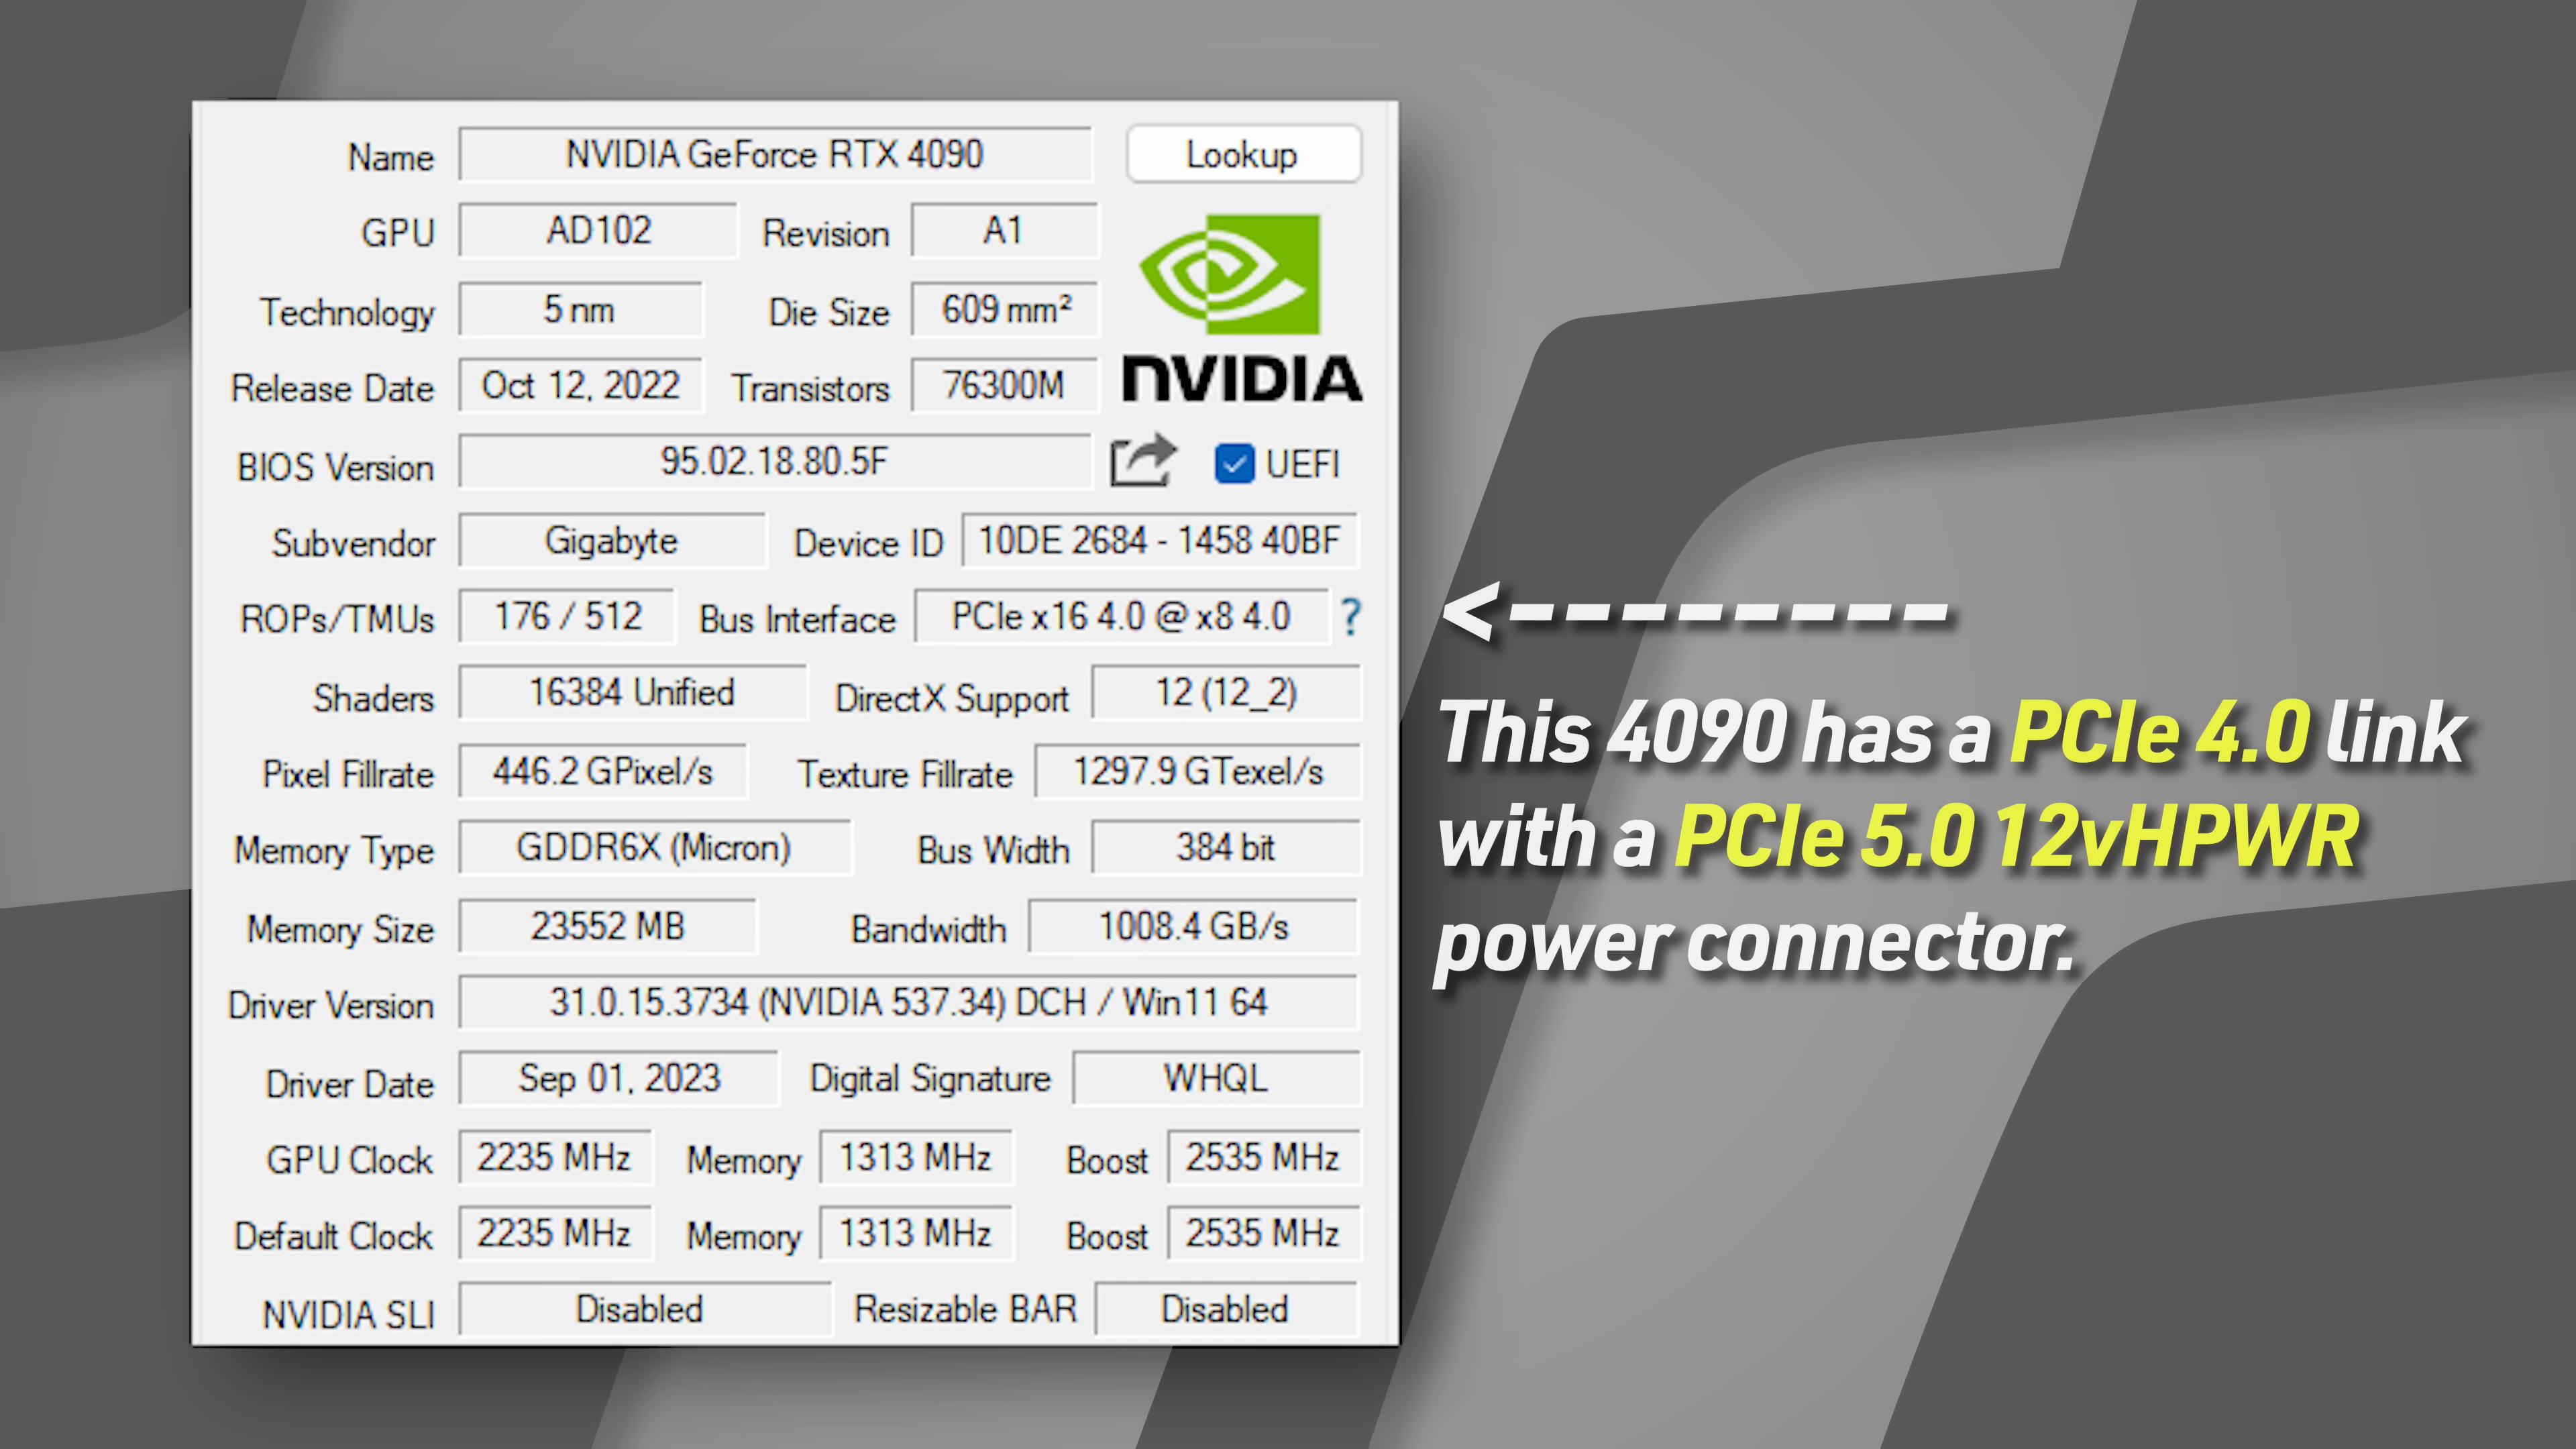 Name NVIDIA GeForce RTX 4090 Lookup
GPU AD102 Revision A1
Technology 5 nm Die Size 609 mm²
NVIDIA
Release Date Oct 12, 2022 Transistors 76300M
BIOS Version 95.02.18.80.5F UEFI
Subvendor Gigabyte Device ID 10DE 2684 - 1458 40BF
ROPs/TMUs 176 / 512 Bus Interface PCIe x16 4.0 @ x8 4.0 ?
Shaders 16384 Unified DirectX Support 12 (12_2)
Pixel Fillrate 446.2 GPixel/s Texture Fillrate 1297.9 GTexel/s
Memory Type GDDR6X (Micron) Bus Width 384 bit
Memory Size 23552 MB Bandwidth 1008.4 GB/s
Driver Version 31.0.15.3734 (NVIDIA 537.34) DCH / Win11 64
Driver Date Sep 01, 2023 Digital Signature WHQL
GPU Clock 2235 MHz Memory 1313 MHz Boost 2535 MHz
Default Clock 2235 MHz Memory 1313 MHz Boost 2535 MHz
NVIDIA SLI Disabled Resizable BAR Disabled
<--------
This 4090 has a PCIe 4.0 link
with a PCIe 5.0 12vHPWR
power connector.